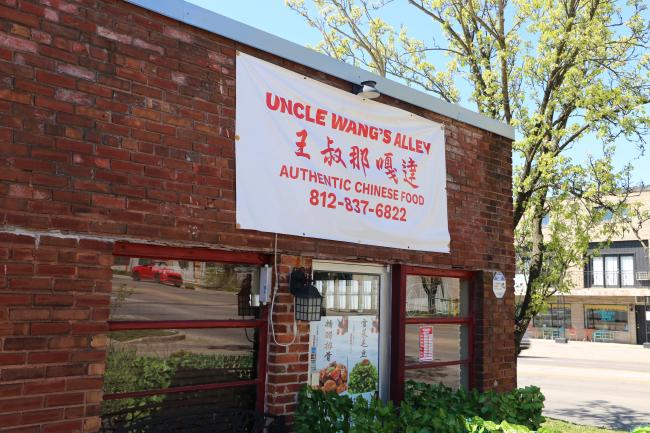 UNCLE WANG'S ALLEY
王叔那嘎達
AUTHENTIC CHINESE FOOD
812-837-6822